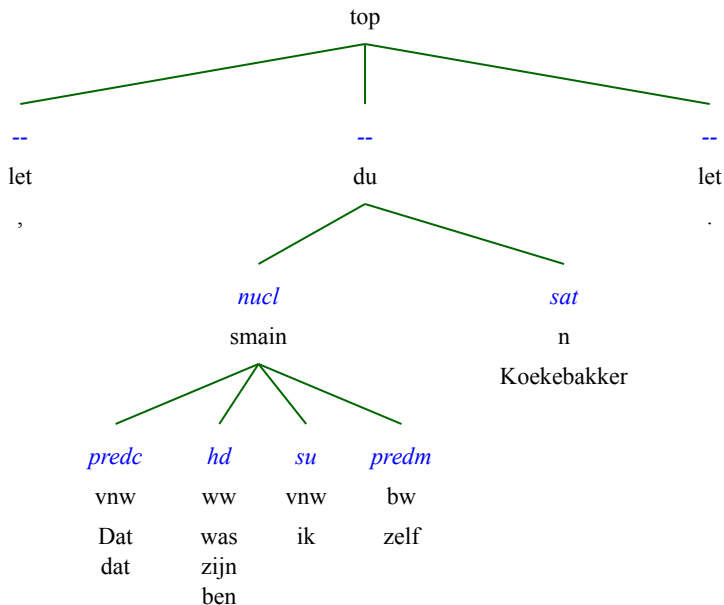 top
-- -- --
let du let
, .
nucl sat
smain n
Koekebakker
predc hd su predm
vnw ww vnw bw
Dat was ik zelf
dat zijn
ben